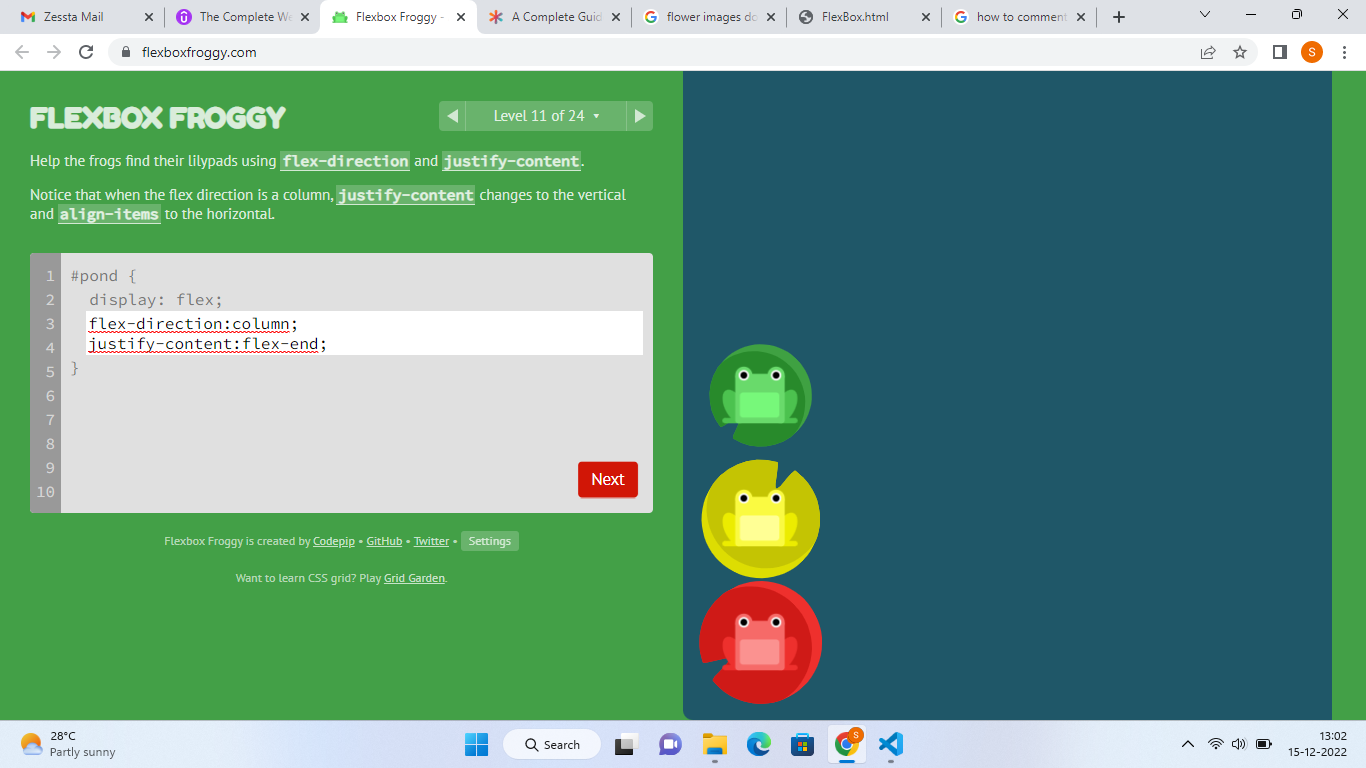 Zessta Mail
The Complete We
Flexbox Froggy -
A Complete Guid
flower images do
FlexBox.html
how to comment
flexboxfroggy.com
S
FLEXBOX FROGGY
Level 11 of 24
Help the frogs find their lilypads using flex-direction and justify-content.
Notice that when the flex direction is a column, justify-content changes to the vertical
and align-items to the horizontal.
1 #pond {
2 display: flex;
3 flex-direction:column;
4 justify-content:flex-end;
5 }
6
7
8
9
10
Next
Flexbox Froggy is created by Codepip • GitHub • Twitter • Settings
Want to learn CSS grid? Play Grid Garden.
28°C
Partly sunny
Search
S
13:02
15-12-2022